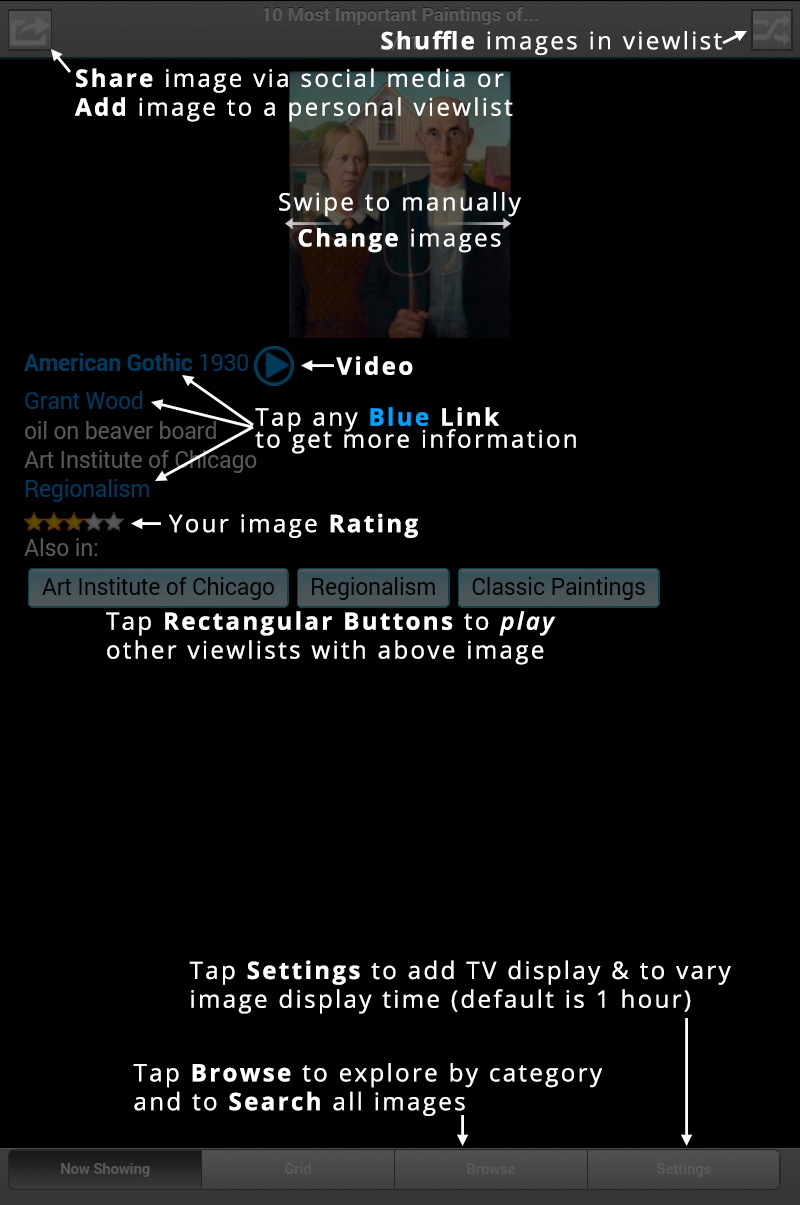 10 Most Important Paintings of...
Shuffle images in viewlist
Share image via social media or
Add image to a personal viewlist
Swipe to manually
Change images
American Gothic 1930
Video
Grant Wood
Tap any Blue Link
to get more information
oil on beaver board
Art Institute of Chicago
Regionalism
Your image Rating
Also in:
Art Institute of Chicago Regionalism Classic Paintings
Tap Rectangular Buttons to play
other viewlists with above image
Tap Settings to add TV display & to vary
image display time (default is 1 hour)
Tap Browse to explore by category
and to Search all images
Now Showing Grid Browse Settings